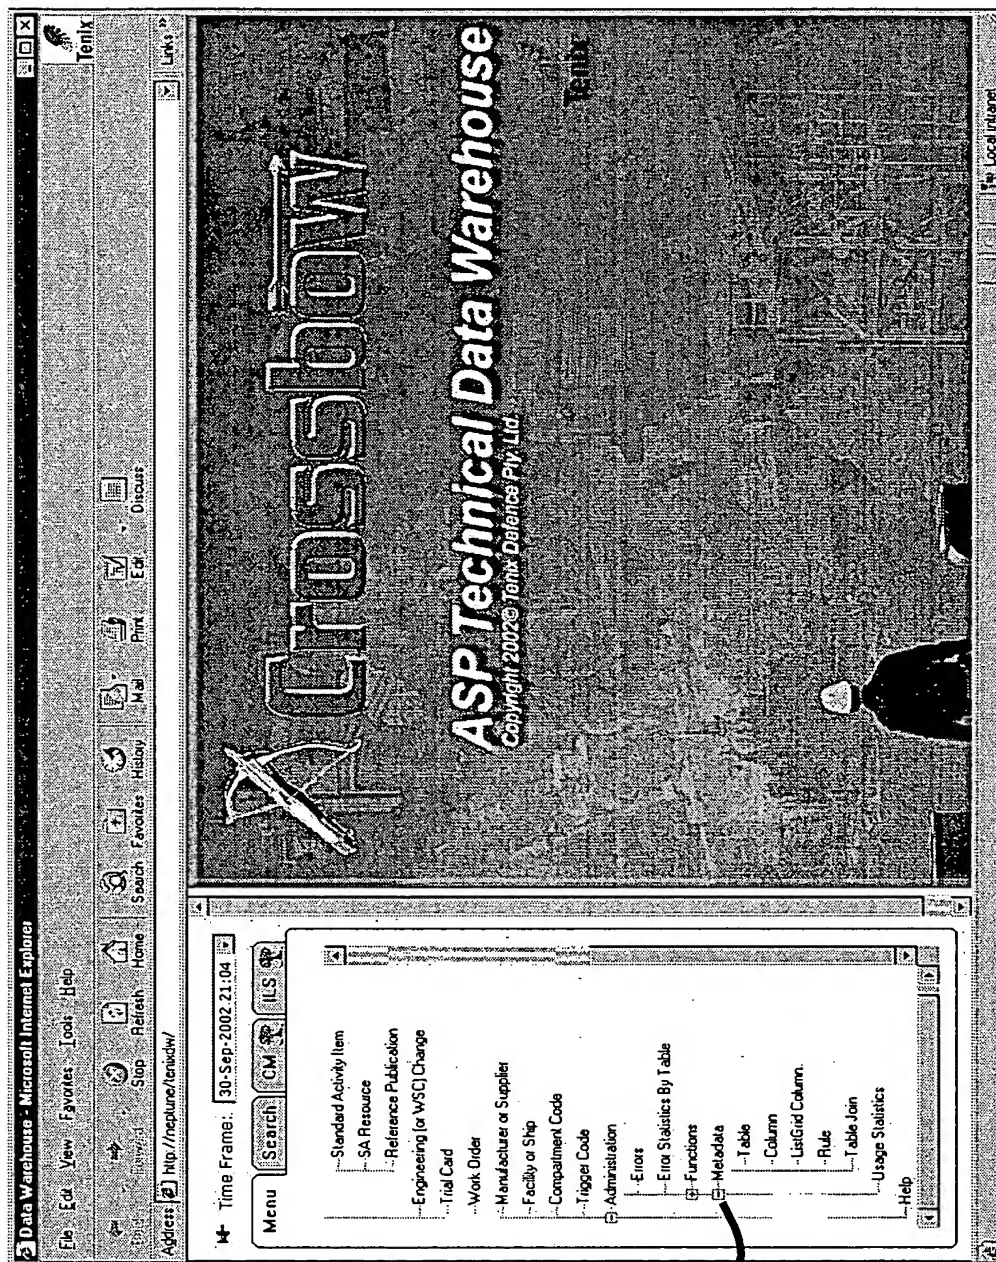 Data Warehouse - Microsoft Internet Explorer
File Edit View Favorites Tools Help
Tenix
Stop Refresh Home Search Favorites History Mail Print Edit Discuss
Address http://neptune/tenixdw/
Links »
Time Frame: 30-Sep-2002 21:04
Menu Search CM ILS
Standard Activity Item
SA Resource
Reference Publication
Engineering (or WSC) Change
Trial Card
Work Order
Manufacturer or Supplier
Facility or Ship
Compartment Code
Trigger Code
Administration
Errors
Error Statistics By Table
Functions
Metadata
Table
Column
ListGrid Column
Rule
Table Join
Usage Statistics
Help
Crossbow
ASP Technical Data Warehouse
Copyright 2002© Tenix Defence Pty. Ltd.
Tenix
Local intranet